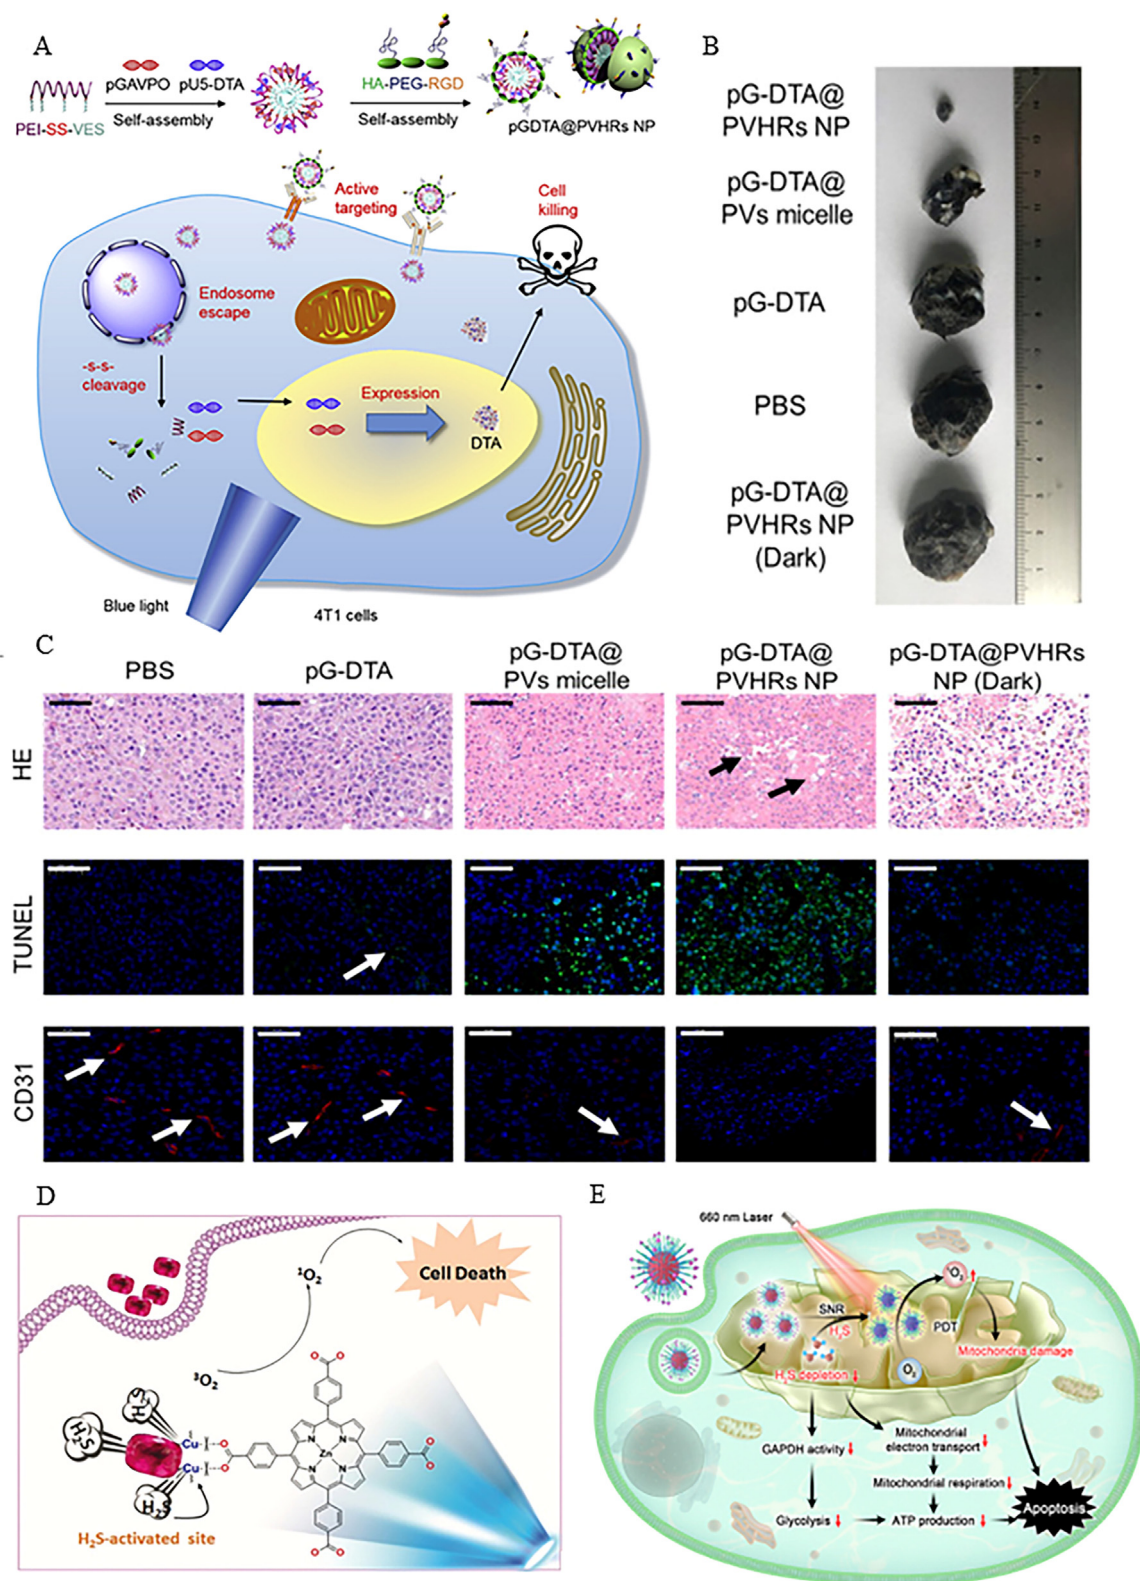 A
pGAVPO pU5-DTA
PEI-SS-VES
Self-assembly
HA-PEG-RGD
Self-assembly
pGDTA@PVHRs NP
Active
targeting
Cell
killing
Endosome
escape
-s-s-
cleavage
Expression
DTA
Blue light
4T1 cells
B
pG-DTA@
PVHRs NP
pG-DTA@
PVs micelle
pG-DTA
PBS
pG-DTA@
PVHRs NP
(Dark)
C
PBS
pG-DTA
pG-DTA@
PVs micelle
pG-DTA@
PVHRs NP
pG-DTA@PVHRs
NP (Dark)
HE
TUNEL
CD31
D
¹O₂
Cell Death
³O₂
H₂S
H₂S
H₂S
Cu
Cu
O
O
O
O
O
O
O
O
N
N
N
N
Zn
H₂S-activated site
E
660 nm Laser
SNR
H₂S
¹O₂
PDT
O₂
Mitochondria damage
H₂S depletion
GAPDH activity
Mitochondrial
electron transport
Mitochondrial respiration
Glycolysis
ATP production
Apoptosis